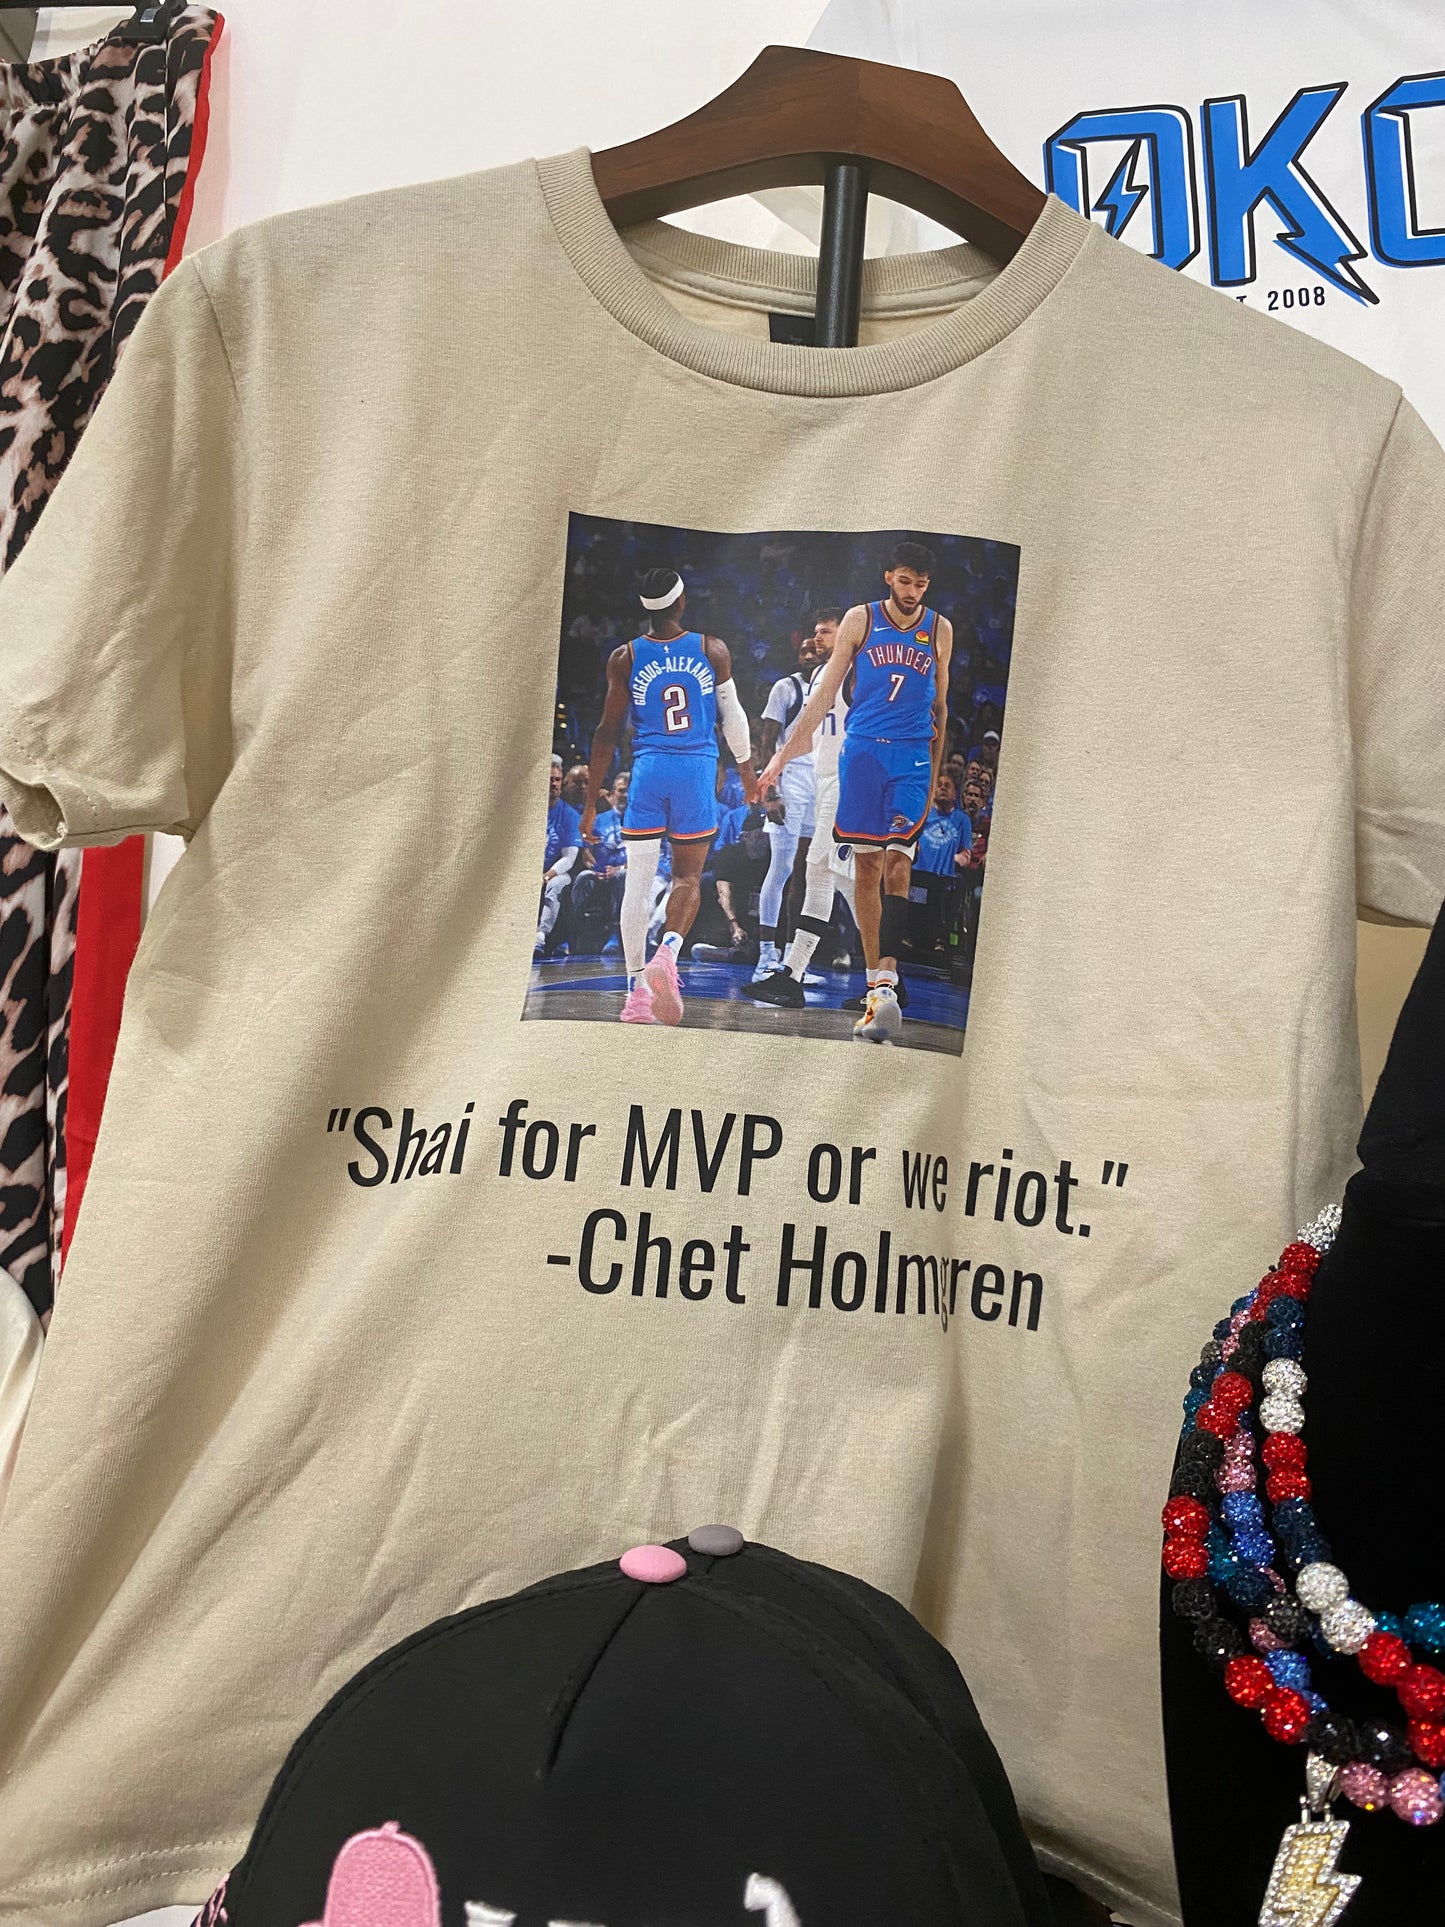 OKC
T 2008
GILGEOUS-ALEXANDER
2
THUNDER
7
"Shai for MVP or we riot."
-Chet Holmgren